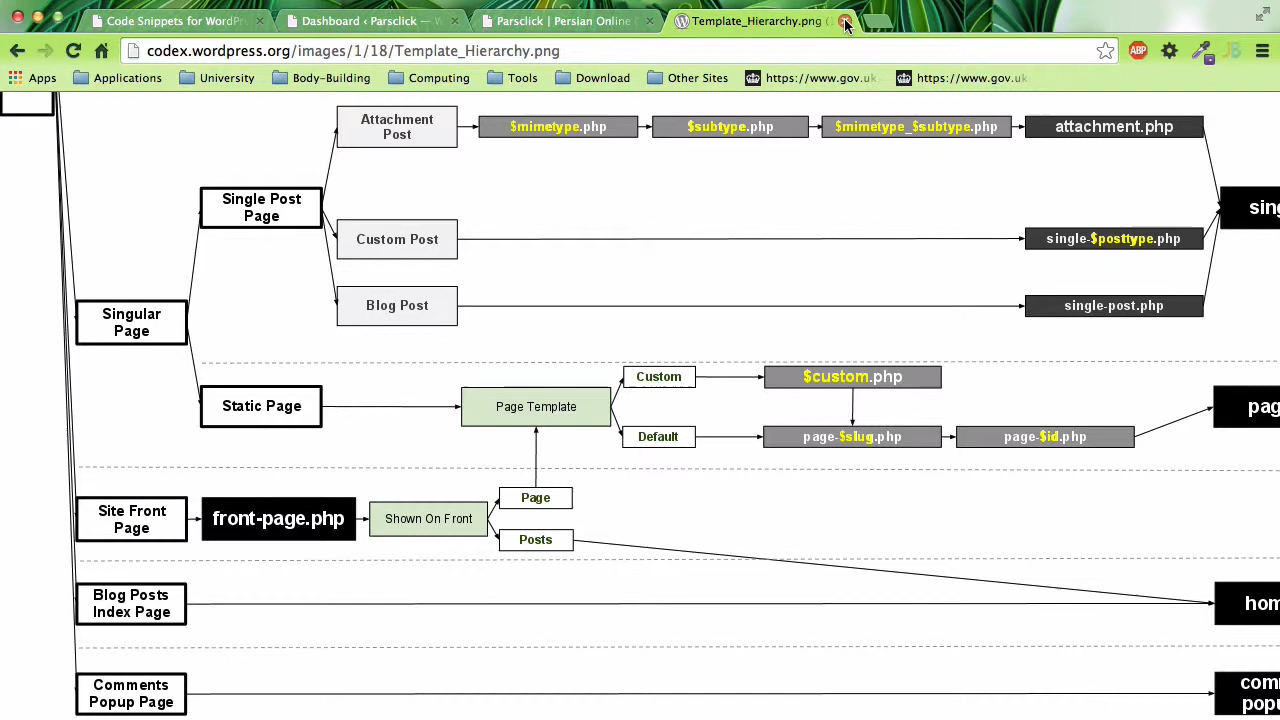 Code Snippets for WordPr
Dashboard ‹ Parsclick — W
Parsclick | Persian Online
Template_Hierarchy.png (1
codex.wordpress.org/images/1/18/Template_Hierarchy.png
ABP
Apps
Applications
University
Body-Building
Computing
Tools
Download
Other Sites
https://www.gov.uk
https://www.gov.uk
Attachment
Post
$mimetype.php
$subtype.php
$mimetype_$subtype.php
attachment.php
Single Post
Page
sing
Custom Post
single-$posttype.php
Blog Post
single-post.php
Singular
Page
Custom
$custom.php
Static Page
Page Template
pag
Default
page-$slug.php
page-$id.php
Page
Site Front
Page
front-page.php
Shown On Front
Posts
Blog Posts
Index Page
hom
Comments
Popup Page
com
popu